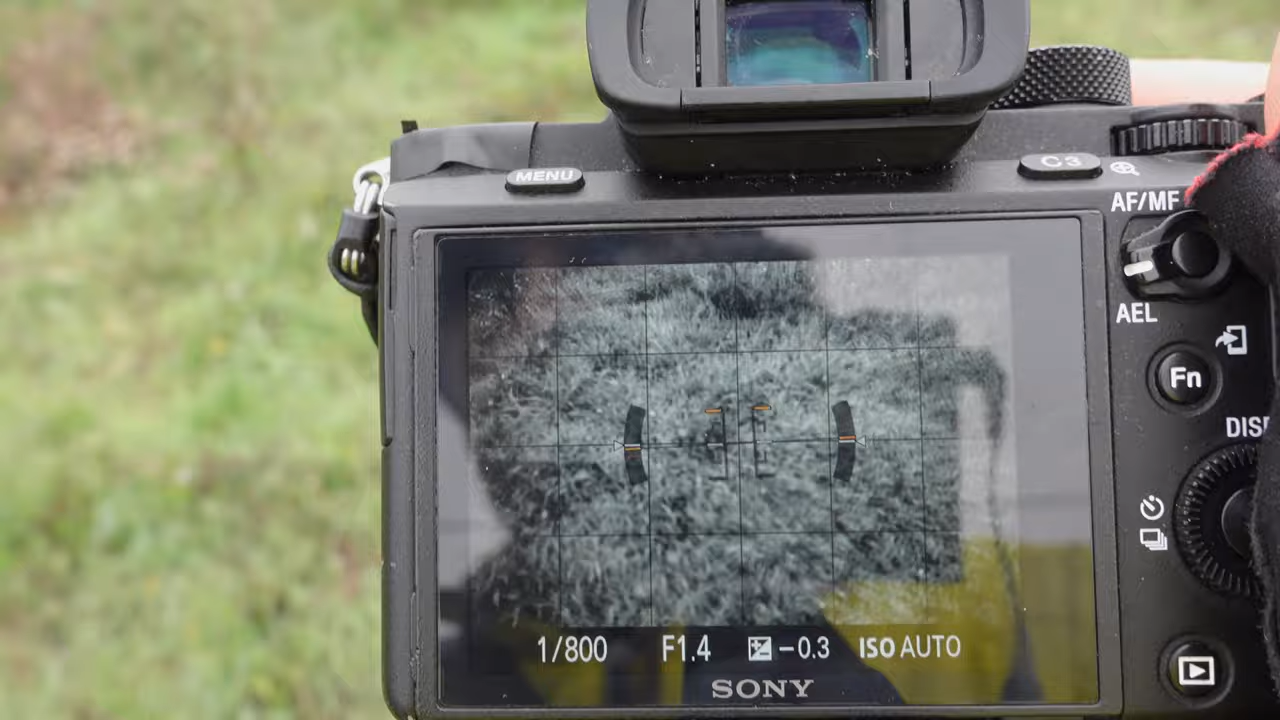 MENU
C3
AF/MF
AEL
Fn
DISP
1/800 F1.4 −0.3 ISO AUTO
SONY